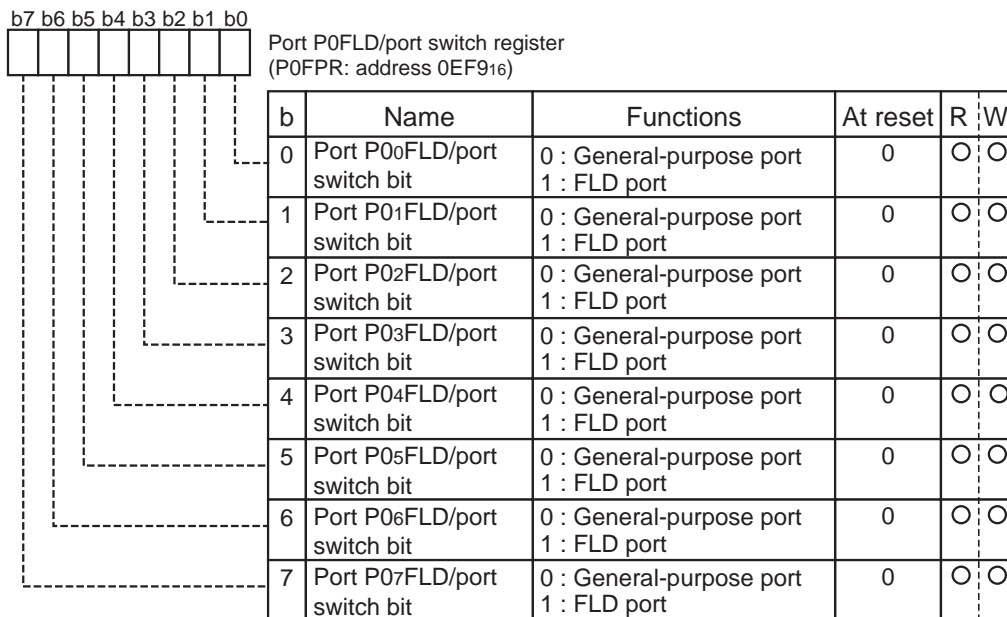 b7 b6 b5 b4 b3 b2 b1 b0
Port P0FLD/port switch register
(P0FPR: address 0EF916)
b Name Functions At reset R W
0 Port P00FLD/port switch bit 0 : General-purpose port 0 O O
1 : FLD port
1 Port P01FLD/port switch bit 0 : General-purpose port 0 O O
1 : FLD port
2 Port P02FLD/port switch bit 0 : General-purpose port 0 O O
1 : FLD port
3 Port P03FLD/port switch bit 0 : General-purpose port 0 O O
1 : FLD port
4 Port P04FLD/port switch bit 0 : General-purpose port 0 O O
1 : FLD port
5 Port P05FLD/port switch bit 0 : General-purpose port 0 O O
1 : FLD port
6 Port P06FLD/port switch bit 0 : General-purpose port 0 O O
1 : FLD port
7 Port P07FLD/port switch bit 0 : General-purpose port 0 O O
1 : FLD port